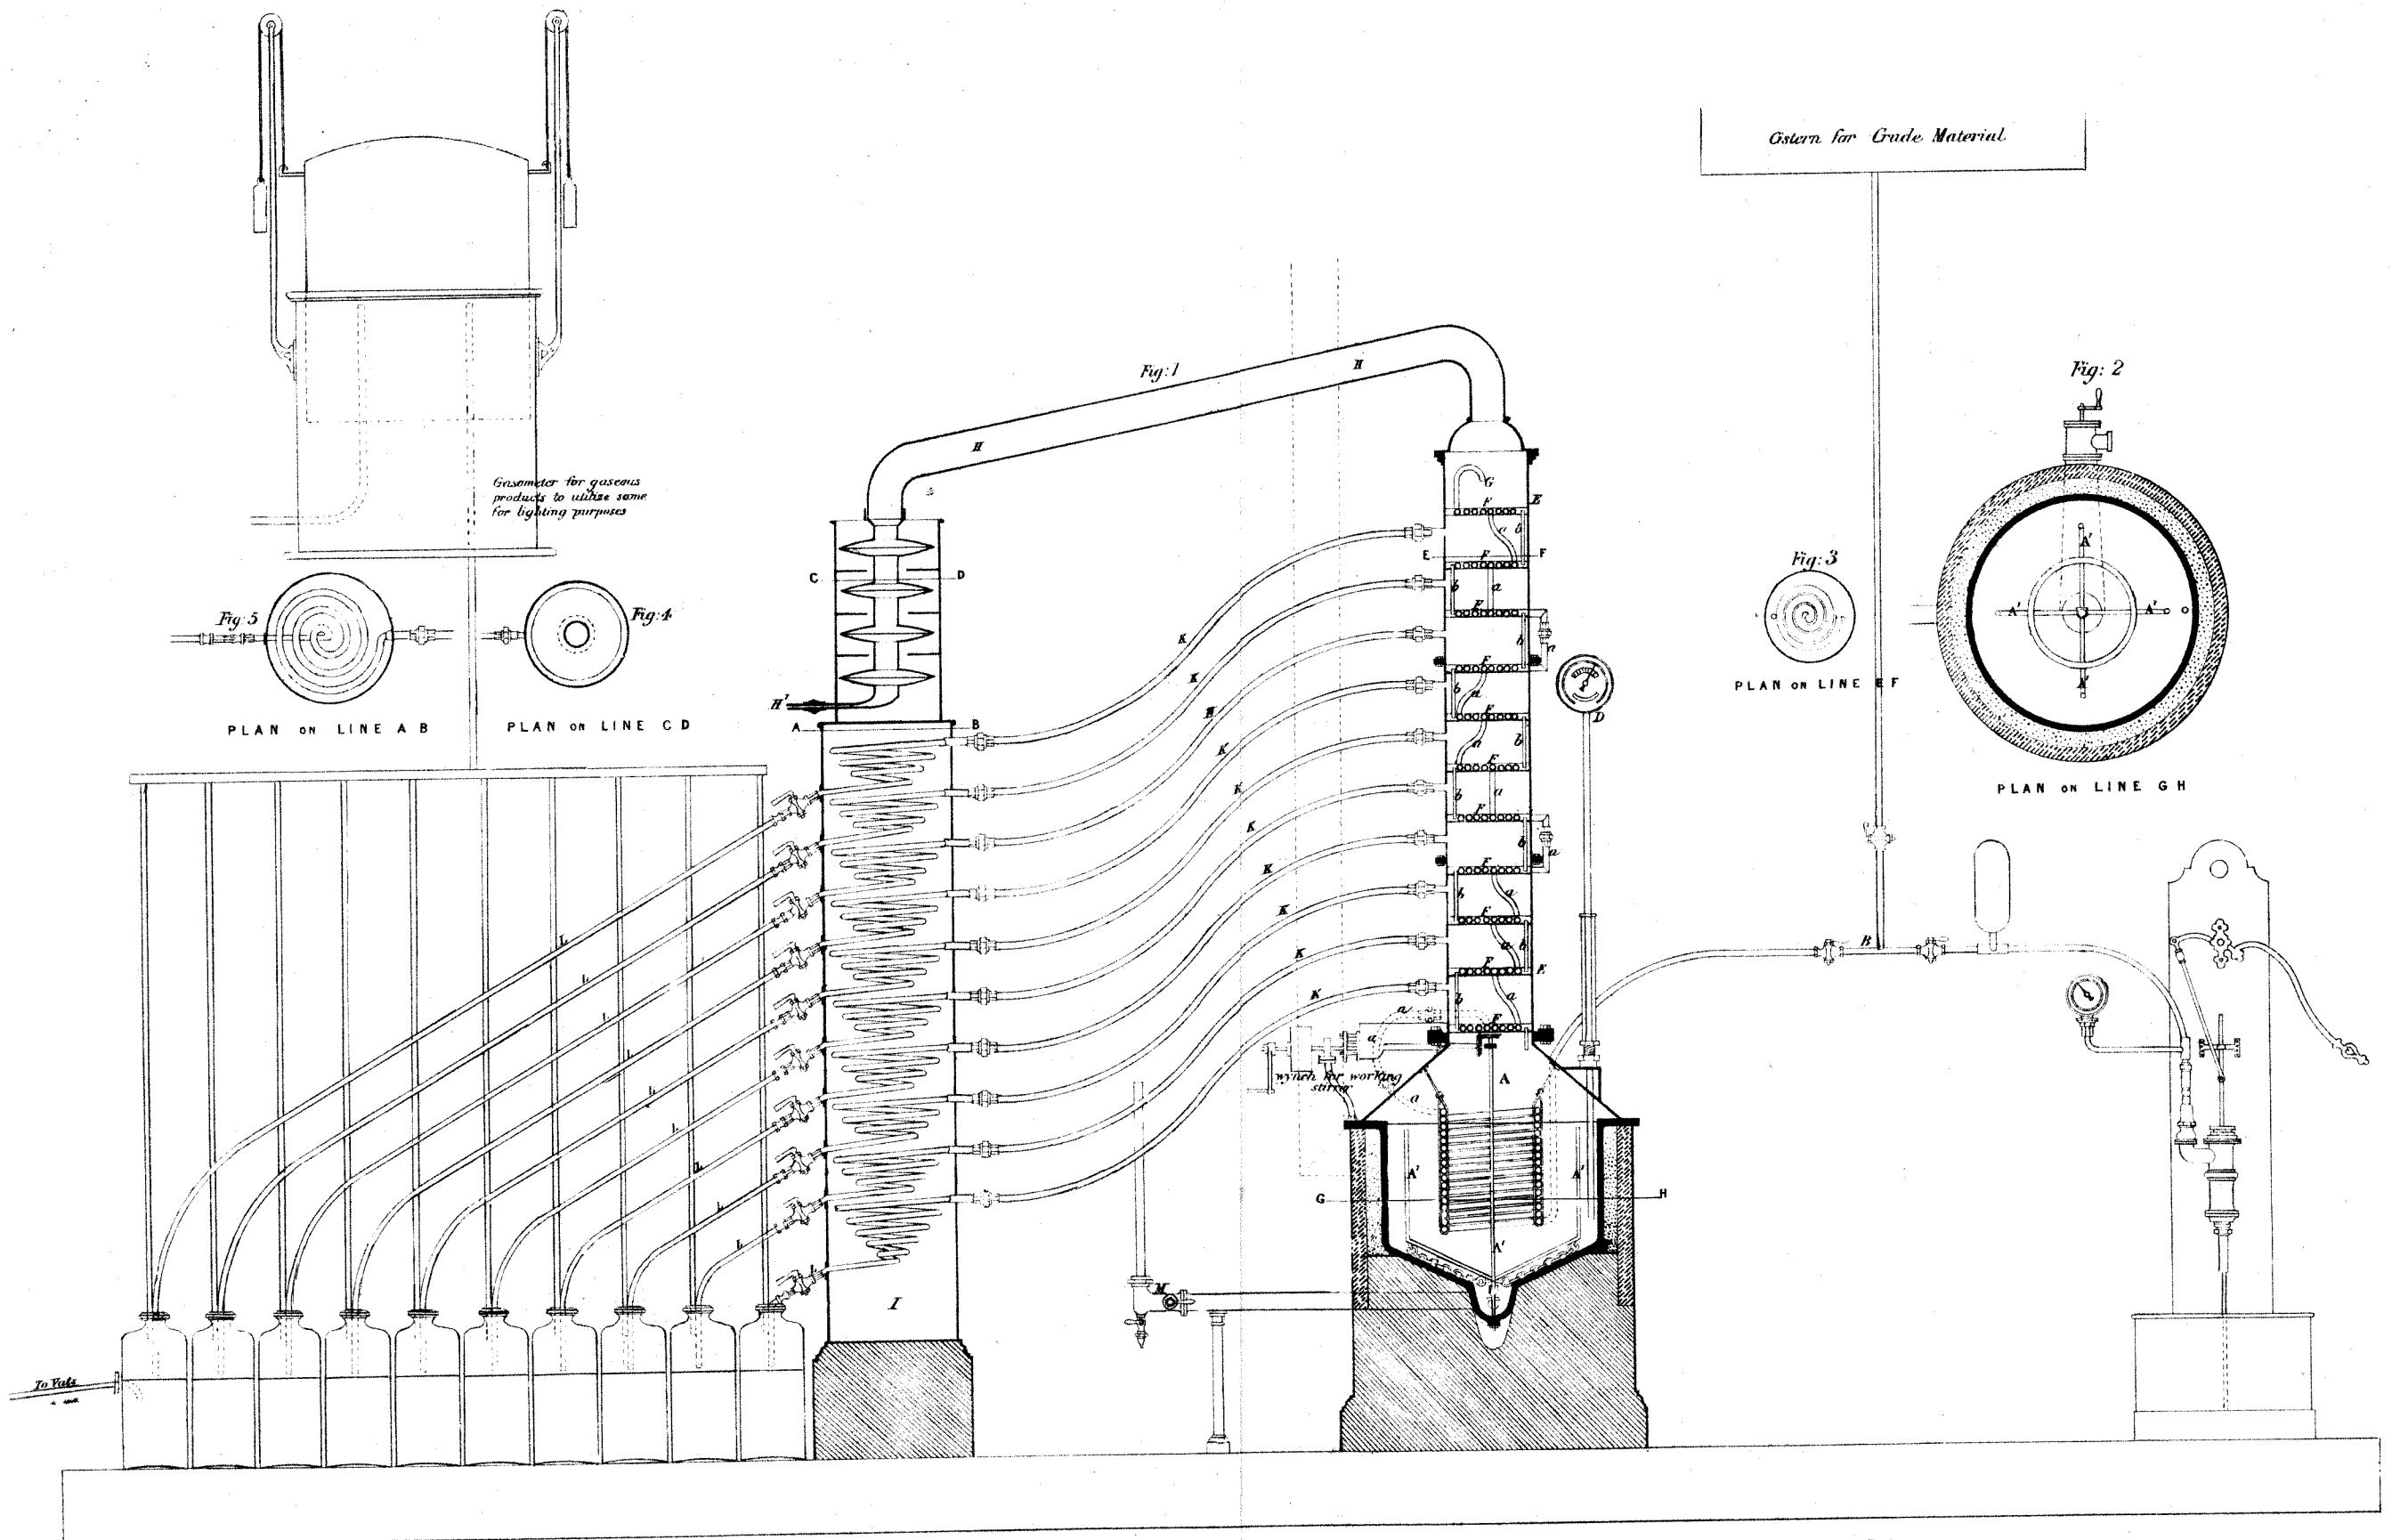 Cistern for Crude Material
Fig: 1
H
H
Fig: 2
A'
A'
A'
A'
PLAN ON LINE G H
Fig: 3
PLAN ON LINE E F
Gasometer for gaseous
products to utilize same
for lighting purposes
Fig: 5
PLAN ON LINE A B
Fig: 4
PLAN ON LINE C D
C D
H'
A B
G
F E
a b
E F F
b a
F
b a
F
b a
F
a b
F
b a
F
b a
F
b a
F
a b
F E
b a
F
D
B
K
K
K
K
K
K
K
K
K
L
L
L
L
L
L
L
L
L
L
a
a
wynch for working
stirrer
a
A
A' A'
G H
A'
M
I
To Vats